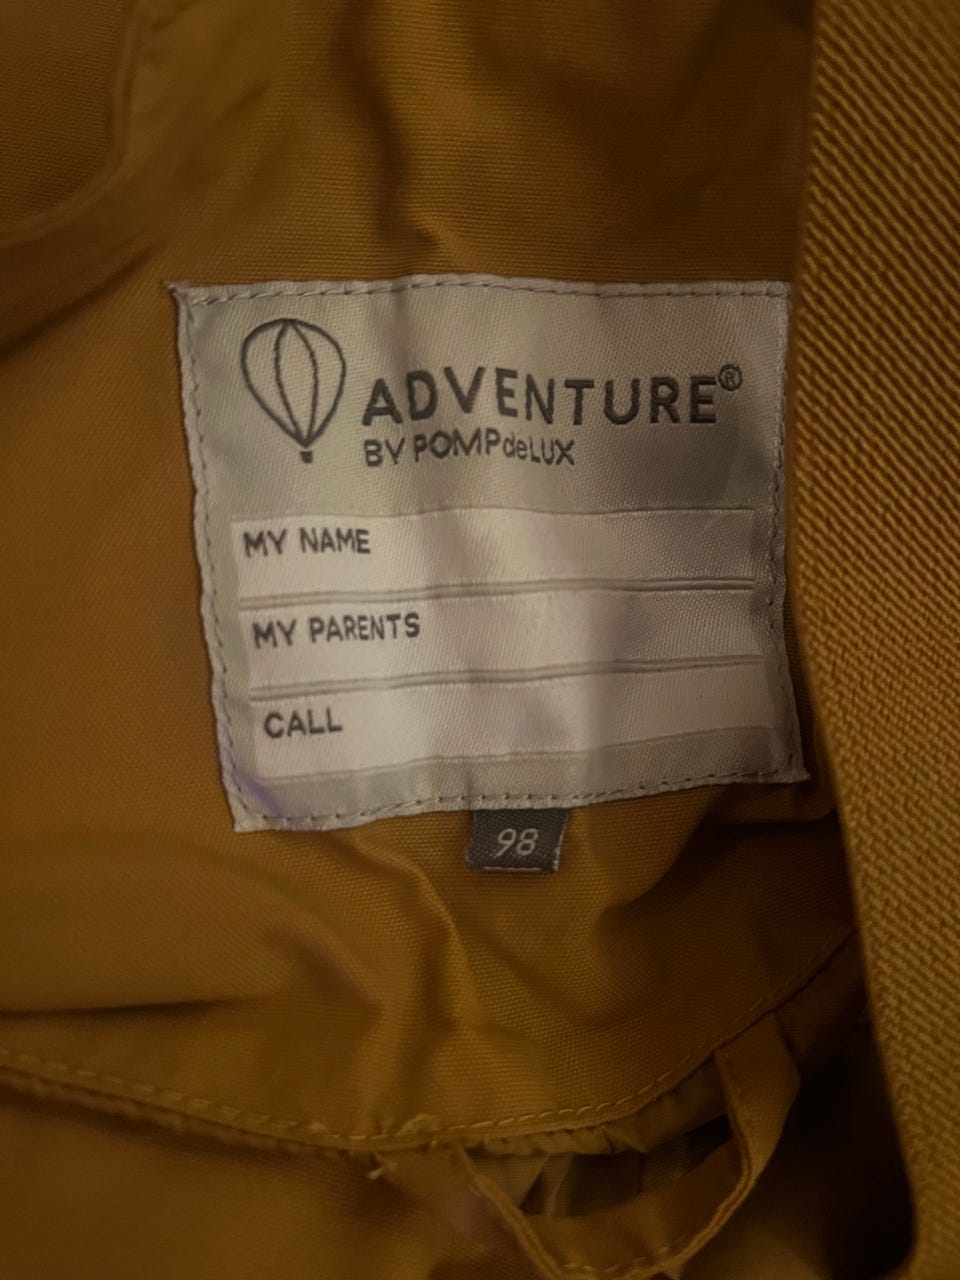 ADVENTURE®
BY POMPdeLUX
MY NAME
MY PARENTS
CALL
98